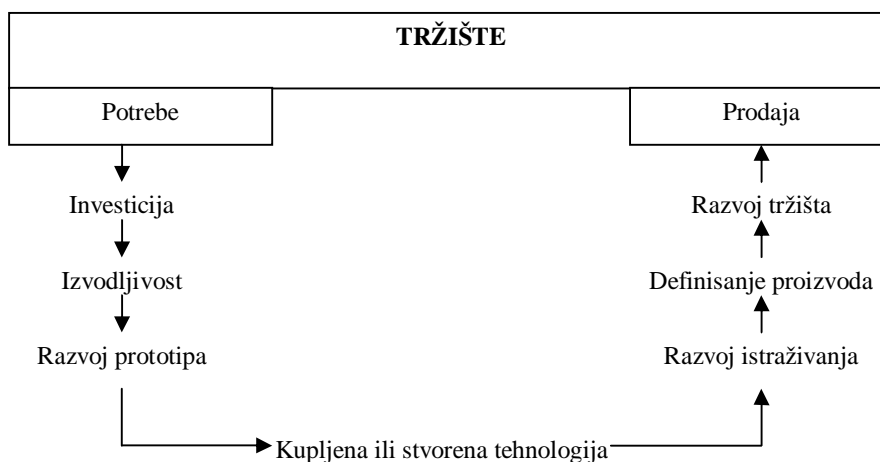 TRŽIŠTE
Potrebe
Prodaja
Investicija
Razvoj tržišta
Izvodljivost
Definisanje proizvoda
Razvoj prototipa
Razvoj istraživanja
Kupljena ili stvorena tehnologija